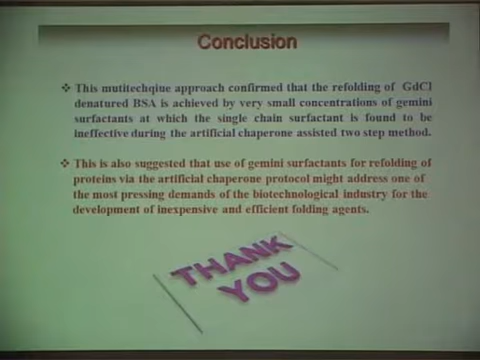 Conclusion
❖ This mutitechqiue approach confirmed that the refolding of GdCl
denatured BSA is achieved by very small concentrations of gemini
surfactants at which the single chain surfactant is found to be
ineffective during the artificial chaperone assisted two step method.
❖ This is also suggested that use of gemini surfactants for refolding of
proteins via the artificial chaperone protocol might address one of
the most pressing demands of the biotechnological industry for the
development of inexpensive and efficient folding agents.
THANK
YOU